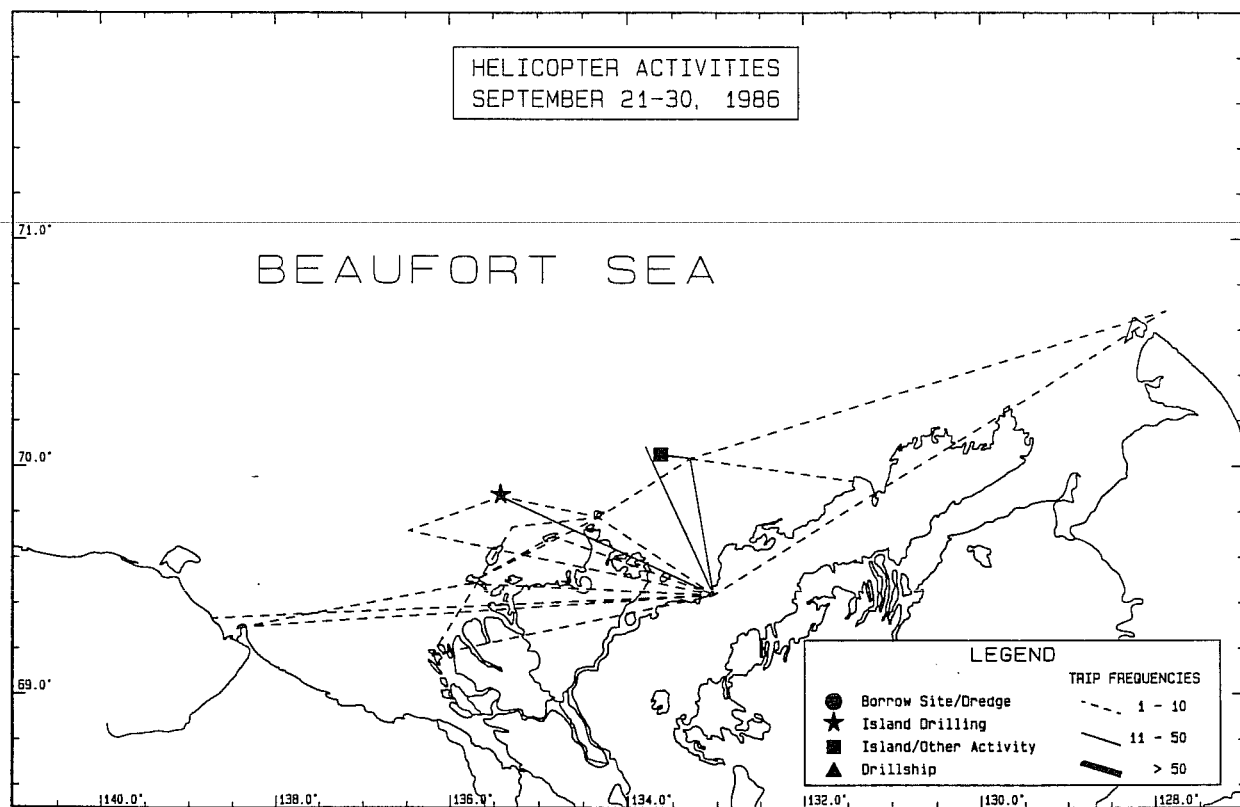 HELICOPTER ACTIVITIES
SEPTEMBER 21-30, 1986
71.0°
BEAUFORT SEA
70.0°
69.0°
LEGEND
TRIP FREQUENCIES
Borrow Site/Dredge
1 - 10
Island Drilling
11 - 50
Island/Other Activity
> 50
Drillship
140.0° 138.0° 136.0° 134.0° 132.0° 130.0° 128.0°